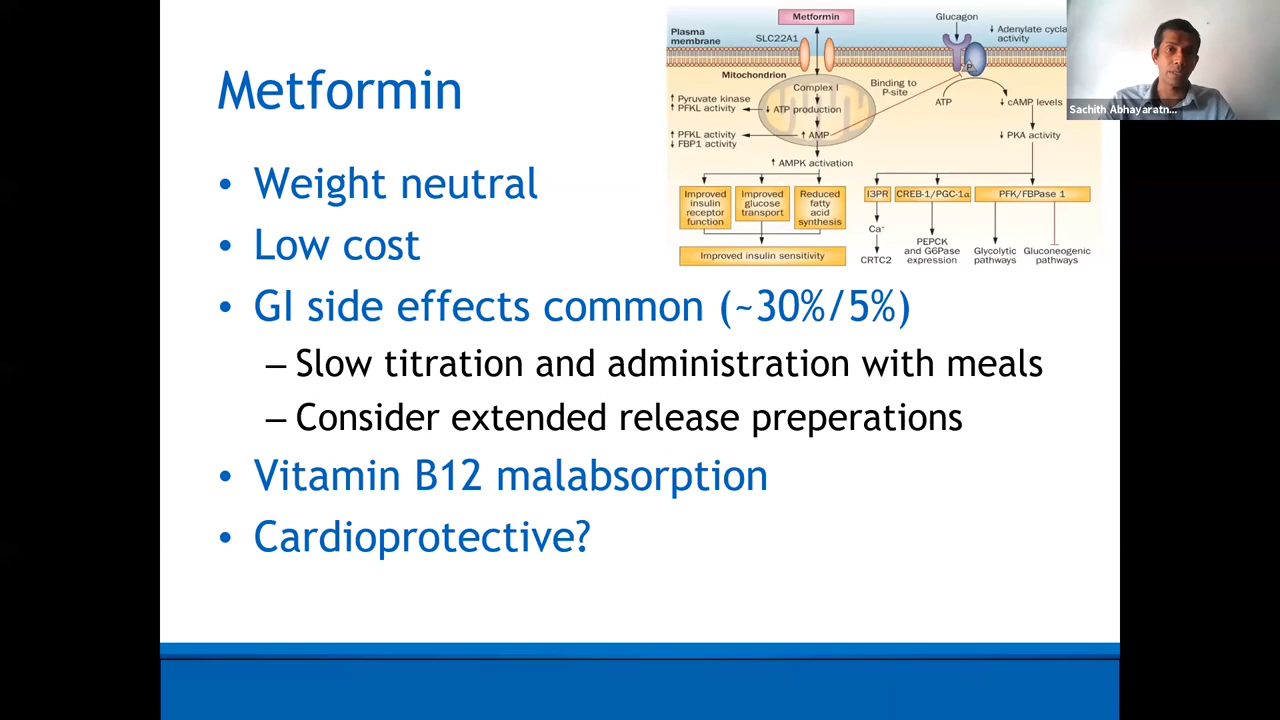 Metformin
• Weight neutral
• Low cost
• GI side effects common (~30%/5%)
– Slow titration and administration with meals
– Consider extended release preperations
• Vitamin B12 malabsorption
• Cardioprotective?
Metformin
Plasma
membrane
SLC22A1
Mitochondrion
Complex I
↓ ATP production
↑ AMP
↑ Pyruvate kinase
↑ PFKL activity
↑ PFKL activity
↓ FBP1 activity
↑ AMPK activation
Improved
insulin
receptor
function
Improved
glucose
transport
Reduced
fatty
acid
synthesis
Improved insulin sensitivity
Glucagon
↓ Adenylate cycla
activity
Binding to
P-site
P
ATP
↓ cAMP levels
↓ PKA activity
I3PR
CREB-1/PGC-1α
PFK/FBPase 1
Ca⁺
CRTC2
PEPCK
and G6Pase
expression
Glycolytic
pathways
Gluconeogenic
pathways
Sachith Abhayaratn...